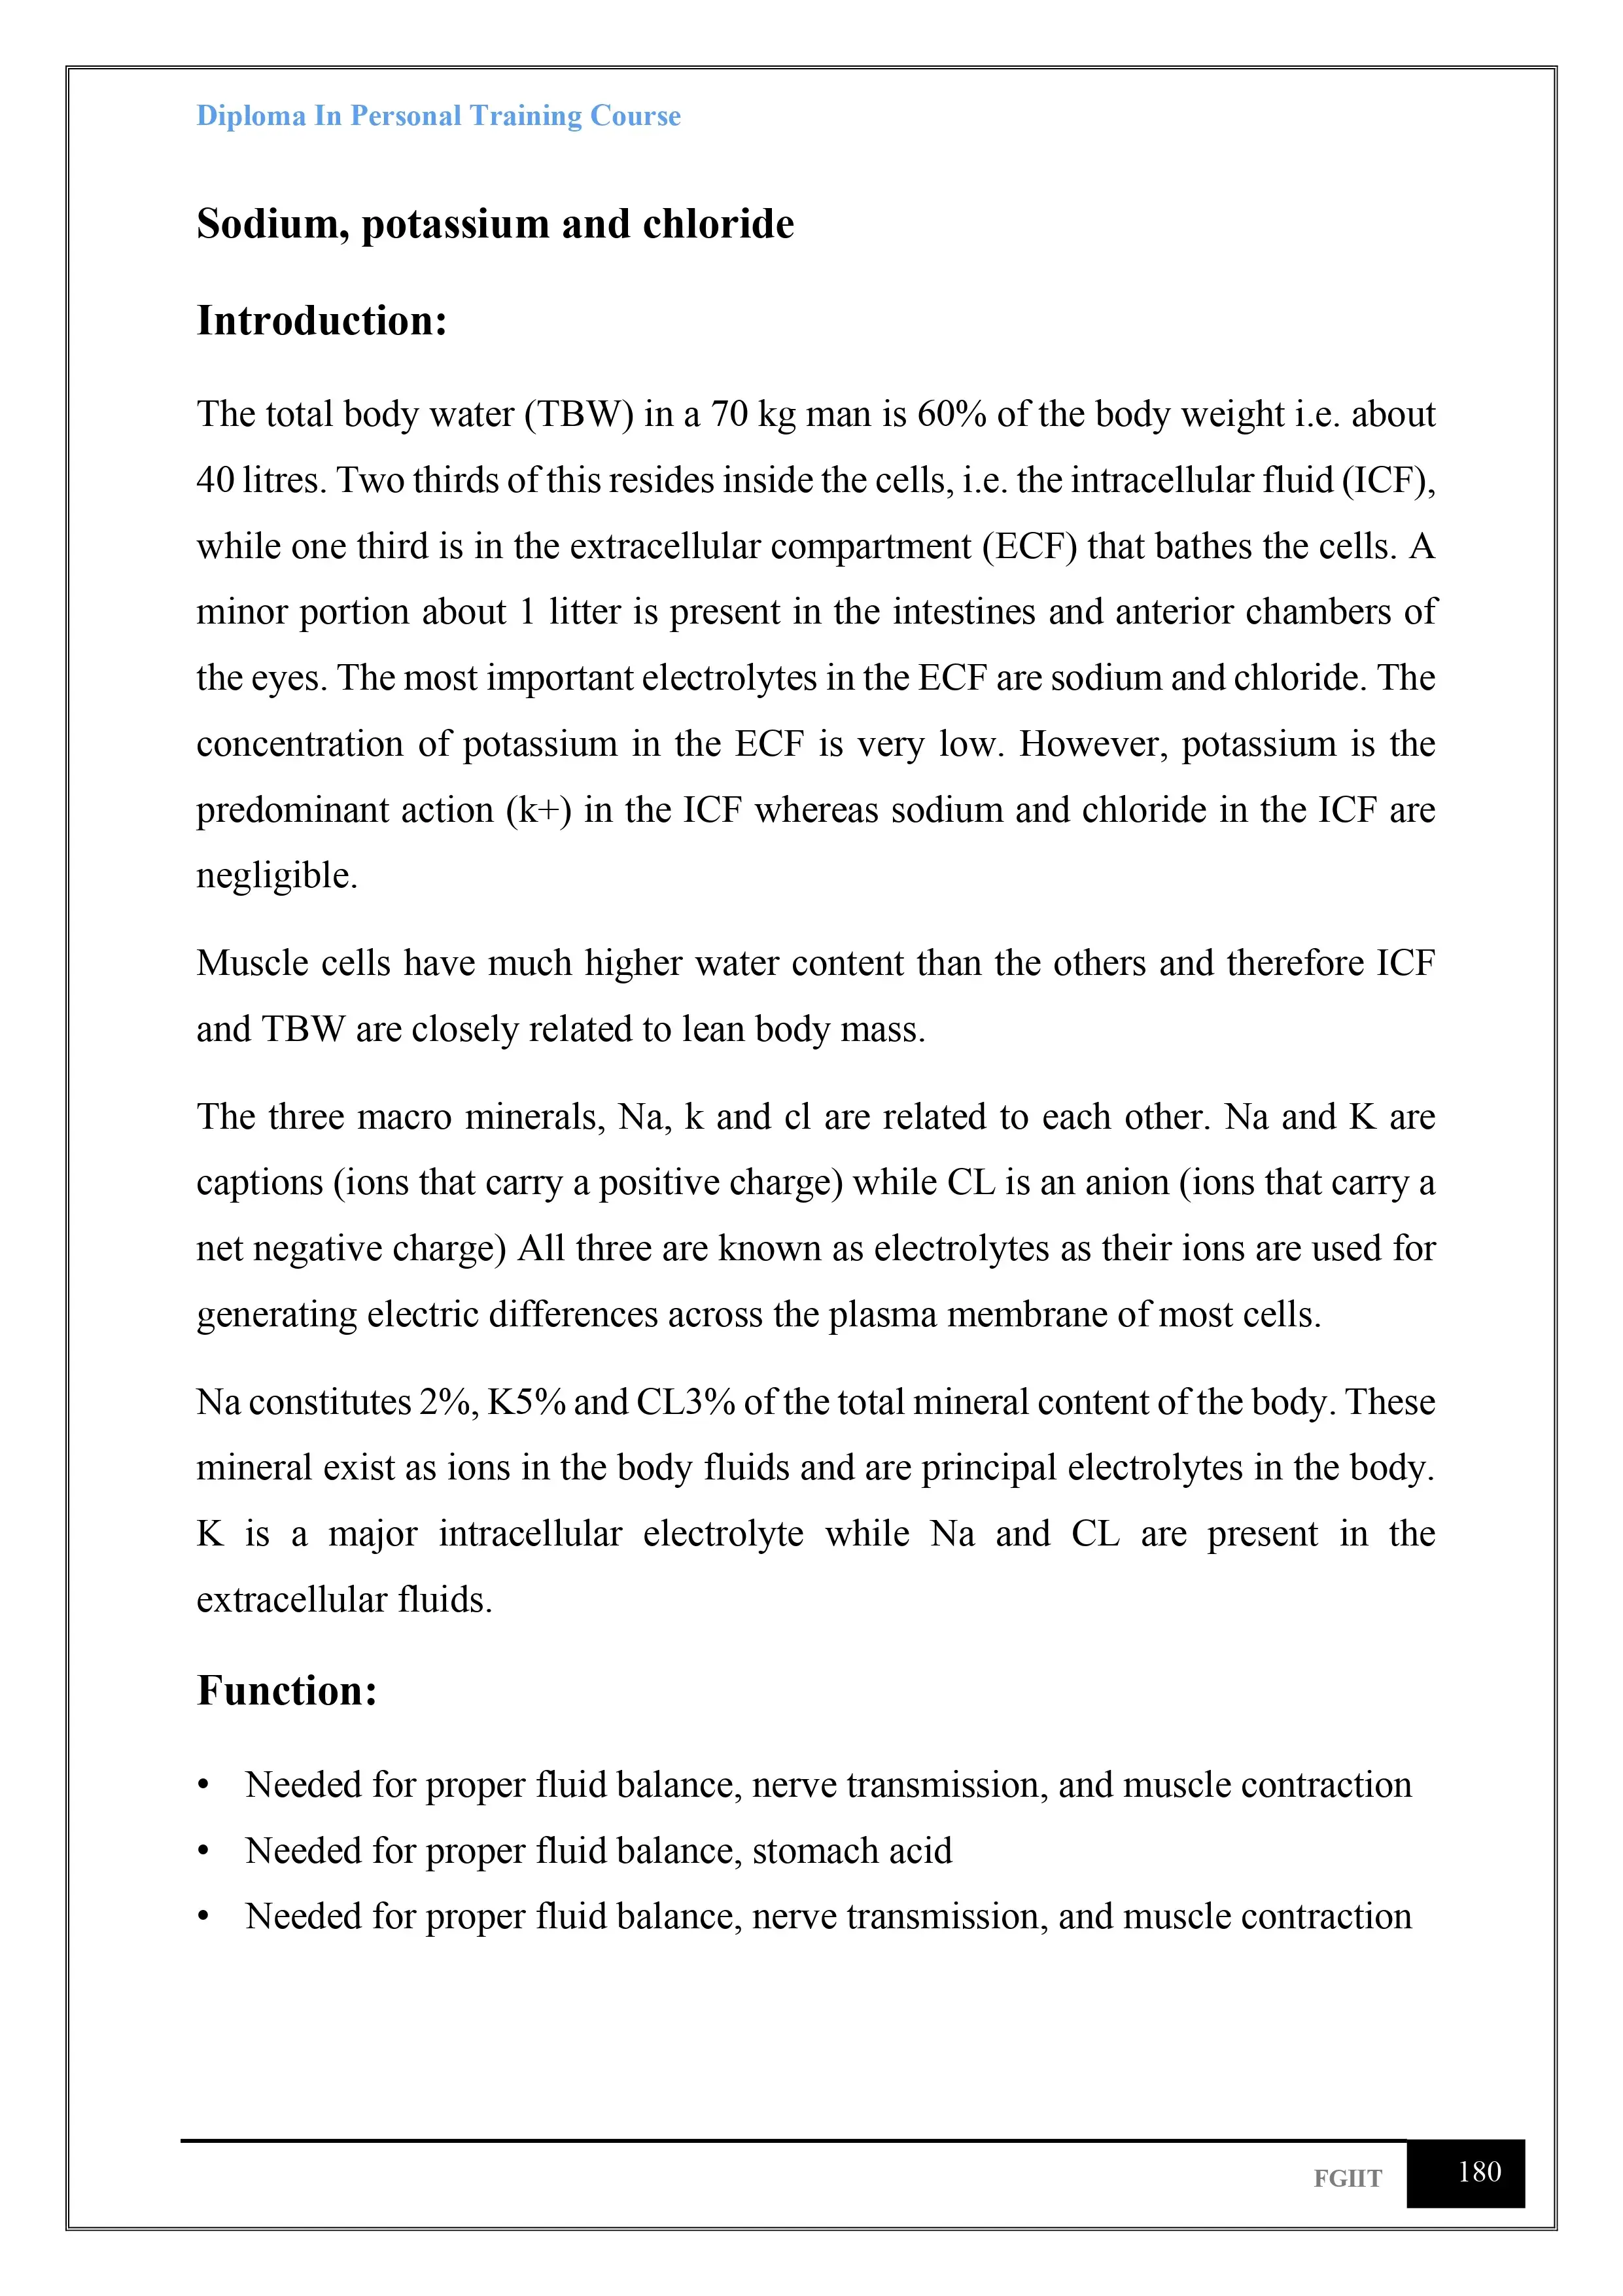 Diploma In Personal Training Course
Sodium, potassium and chloride
Introduction:
The total body water (TBW) in a 70 kg man is 60% of the body weight i.e. about
40 litres. Two thirds of this resides inside the cells, i.e. the intracellular fluid (ICF),
while one third is in the extracellular compartment (ECF) that bathes the cells. A
minor portion about 1 litter is present in the intestines and anterior chambers of
the eyes. The most important electrolytes in the ECF are sodium and chloride. The
concentration of potassium in the ECF is very low. However, potassium is the
predominant action (k+) in the ICF whereas sodium and chloride in the ICF are
negligible.
Muscle cells have much higher water content than the others and therefore ICF
and TBW are closely related to lean body mass.
The three macro minerals, Na, k and cl are related to each other. Na and K are
captions (ions that carry a positive charge) while CL is an anion (ions that carry a
net negative charge) All three are known as electrolytes as their ions are used for
generating electric differences across the plasma membrane of most cells.
Na constitutes 2%, K5% and CL3% of the total mineral content of the body. These
mineral exist as ions in the body fluids and are principal electrolytes in the body.
K is a major intracellular electrolyte while Na and CL are present in the
extracellular fluids.
Function:
• Needed for proper fluid balance, nerve transmission, and muscle contraction
• Needed for proper fluid balance, stomach acid
• Needed for proper fluid balance, nerve transmission, and muscle contraction
FGIIT 180